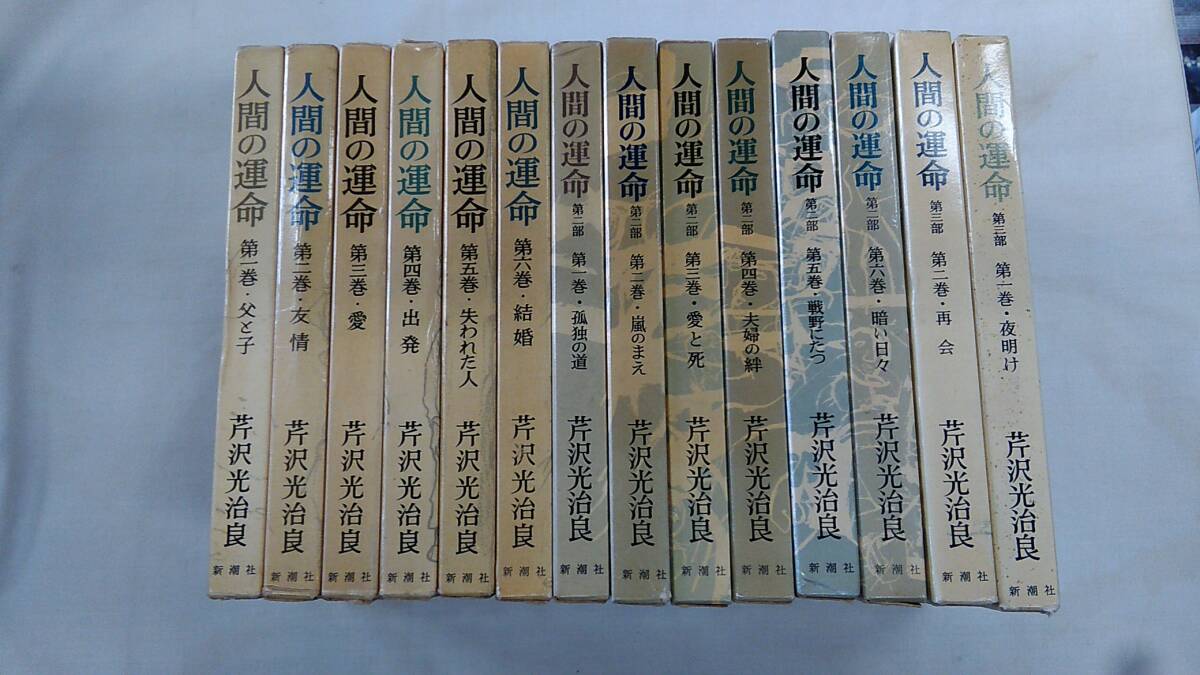 人間の運命 第一巻・父と子 芹沢光治良 新潮社
人間の運命 第二巻・友情 芹沢光治良 新潮社
人間の運命 第三巻・愛 芹沢光治良 新潮社
人間の運命 第四巻・出発 芹沢光治良 新潮社
人間の運命 第五巻・失われた人 芹沢光治良 新潮社
人間の運命 第六巻・結婚 芹沢光治良 新潮社
人間の運命 第二部 第一巻・孤独の道 芹沢光治良 新潮社
人間の運命 第二部 第二巻・嵐のまえ 芹沢光治良 新潮社
人間の運命 第二部 第三巻・愛と死 芹沢光治良 新潮社
人間の運命 第二部 第四巻・夫婦の絆 芹沢光治良 新潮社
人間の運命 第二部 第五巻・戦野にたつ 芹沢光治良 新潮社
人間の運命 第二部 第六巻・暗い日々 芹沢光治良 新潮社
人間の運命 第三部 第二巻・再会 芹沢光治良 新潮社
人間の運命 第三部 第一巻・夜明け 芹沢光治良 新潮社